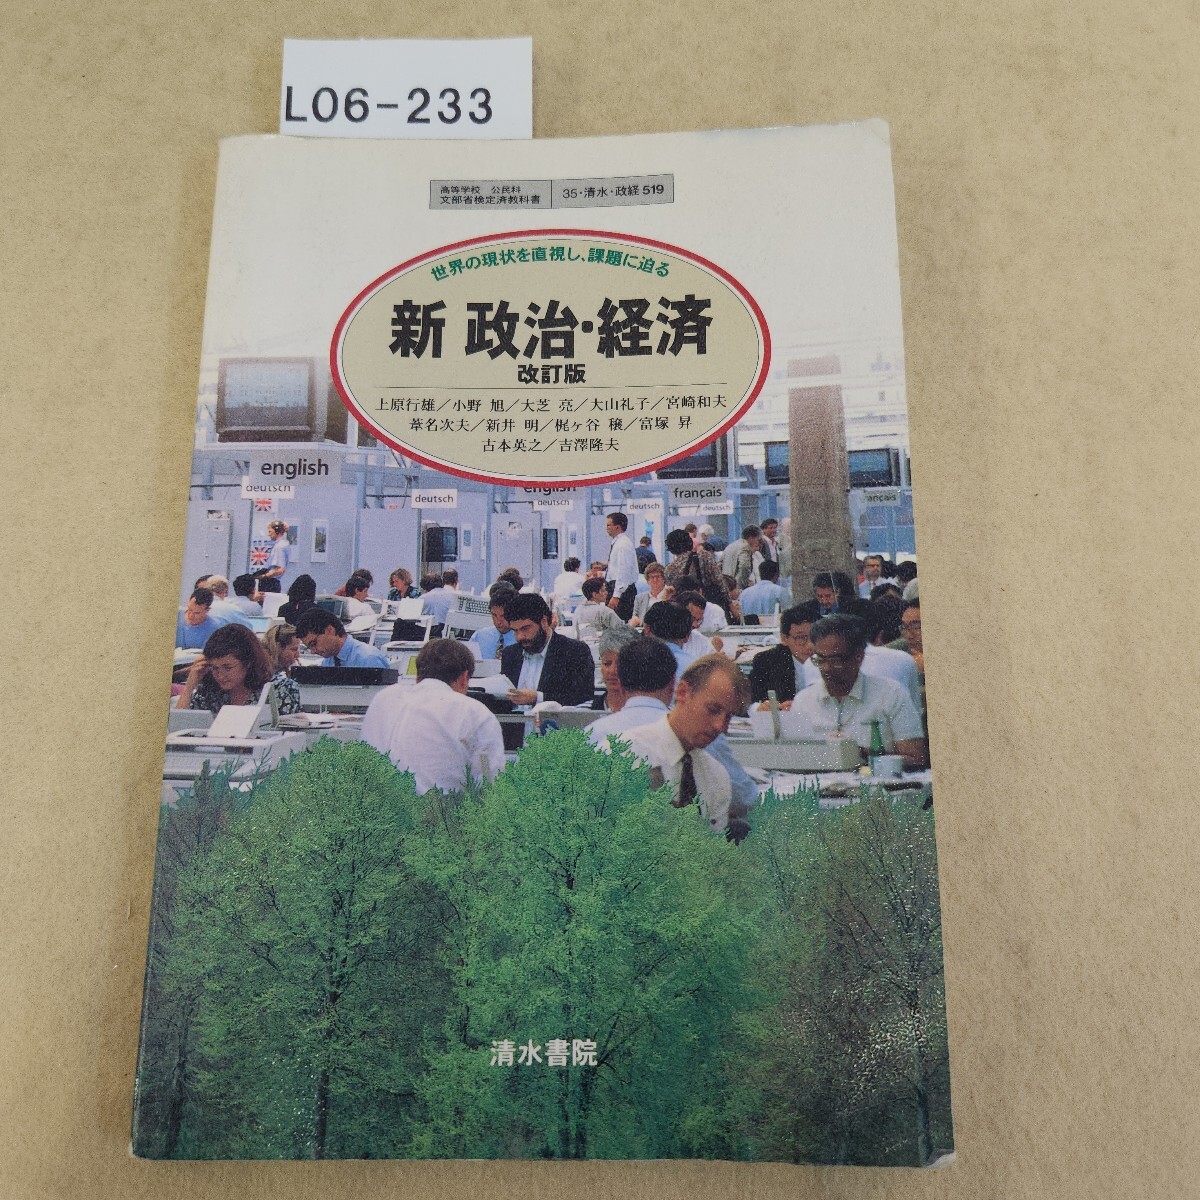 L06-233
高等学校 公民科
文部省検定済教科書
35・清水・政経 519
世界の現状を直視し、課題に迫る
新 政治・経済
改訂版
上原行雄／小野 旭／大芝 亮／大山礼子／宮崎和夫
葦名次夫／新井 明／梶ヶ谷 穣／富塚 昇
古本英之／吉澤隆夫
english
deutsch
deutsch
english
deutsch
deutsch
français
deutsch
français
清水書院